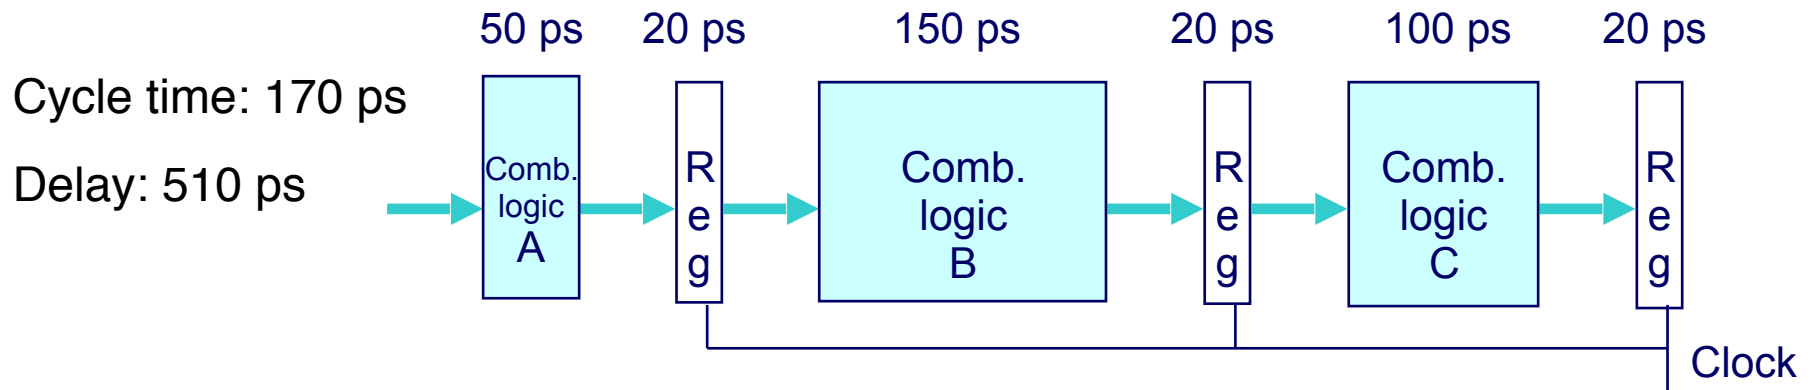 50 ps 20 ps 150 ps 20 ps 100 ps 20 ps
Cycle time: 170 ps
Delay: 510 ps
Comb.
logic
A
R
e
g
Comb.
logic
B
R
e
g
Comb.
logic
C
R
e
g
Clock